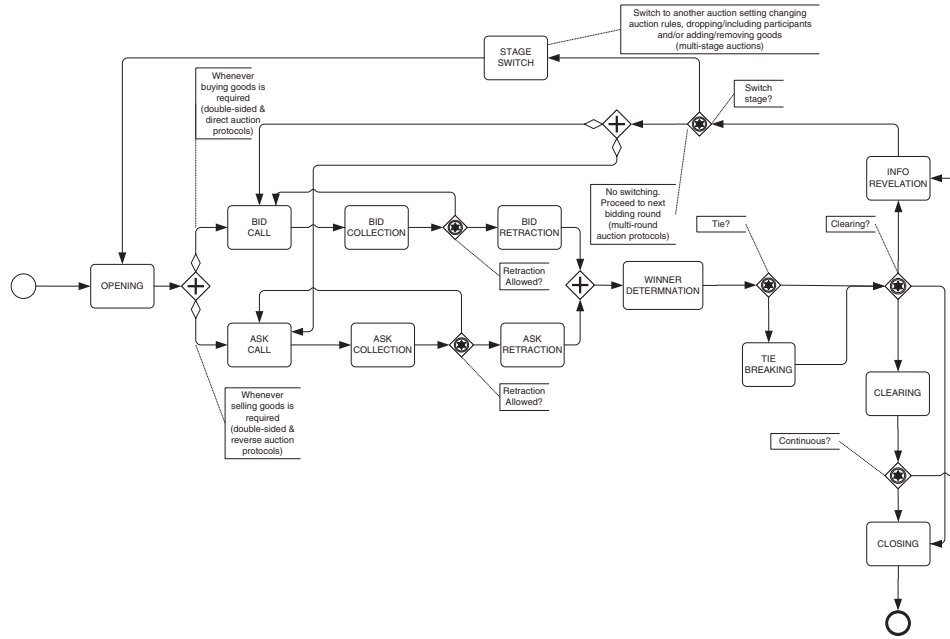 Switch to another auction setting changing
auction rules, dropping/including participants
and/or adding/removing goods
(multi-stage auctions)
STAGE
SWITCH
Whenever
buying goods is
required
(double-sided &
direct auction
protocols)
Switch
stage?
INFO
REVELATION
No switching.
Proceed to next
bidding round
(multi-round
auction protocols)
BID
CALL
BID
COLLECTION
BID
RETRACTION
Tie?
Clearing?
Retraction
Allowed?
OPENING
WINNER
DETERMNATION
ASK
CALL
ASK
COLLECTION
ASK
RETRACTION
TIE
BREAKING
Retraction
Allowed?
CLEARING
Whenever
selling goods is
required
(double-sided &
reverse auction
protocols)
Continuous?
CLOSING